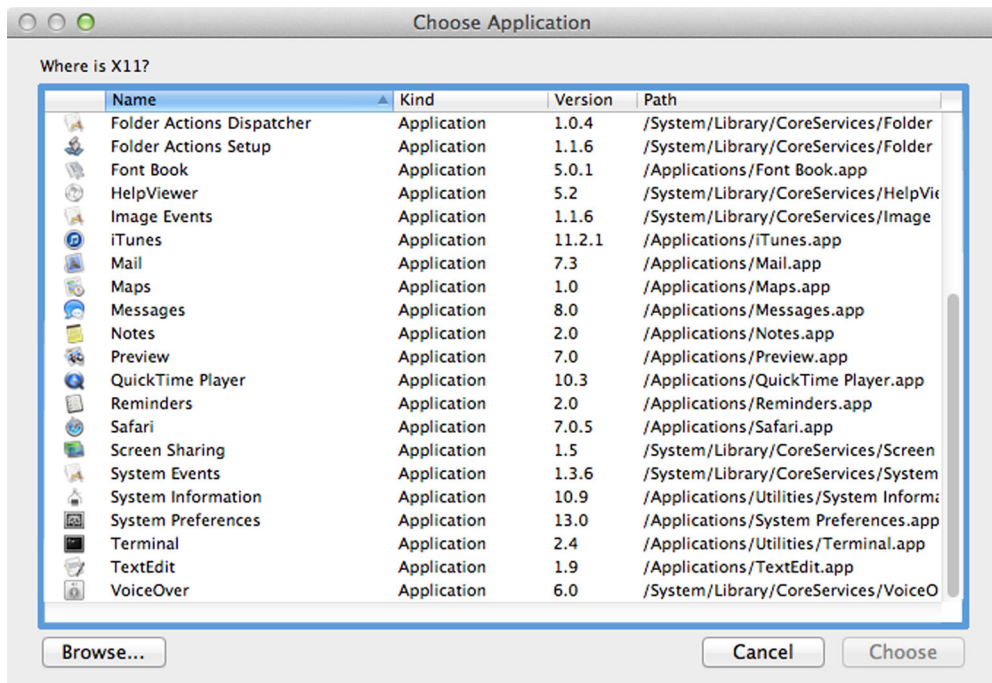 Choose Application
Where is X11?
Name Kind Version Path
Folder Actions Dispatcher Application 1.0.4 /System/Library/CoreServices/Folder
Folder Actions Setup Application 1.1.6 /System/Library/CoreServices/Folder
Font Book Application 5.0.1 /Applications/Font Book.app
HelpViewer Application 5.2 /System/Library/CoreServices/HelpVie
Image Events Application 1.1.6 /System/Library/CoreServices/Image
iTunes Application 11.2.1 /Applications/iTunes.app
Mail Application 7.3 /Applications/Mail.app
Maps Application 1.0 /Applications/Maps.app
Messages Application 8.0 /Applications/Messages.app
Notes Application 2.0 /Applications/Notes.app
Preview Application 7.0 /Applications/Preview.app
QuickTime Player Application 10.3 /Applications/QuickTime Player.app
Reminders Application 2.0 /Applications/Reminders.app
Safari Application 7.0.5 /Applications/Safari.app
Screen Sharing Application 1.5 /System/Library/CoreServices/Screen
System Events Application 1.3.6 /System/Library/CoreServices/System
System Information Application 10.9 /Applications/Utilities/System Informa
System Preferences Application 13.0 /Applications/System Preferences.app
Terminal Application 2.4 /Applications/Utilities/Terminal.app
TextEdit Application 1.9 /Applications/TextEdit.app
VoiceOver Application 6.0 /System/Library/CoreServices/VoiceO
Browse... Cancel Choose